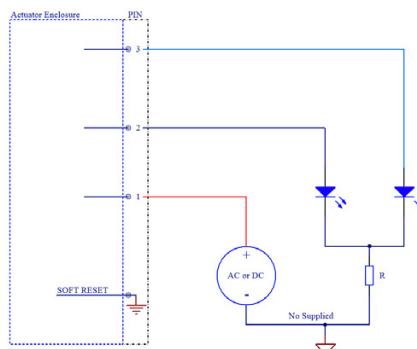 Actuator Enclosure PIN
3
2
1
AC or DC
+
-
R
SOFT RESET
No Supplied